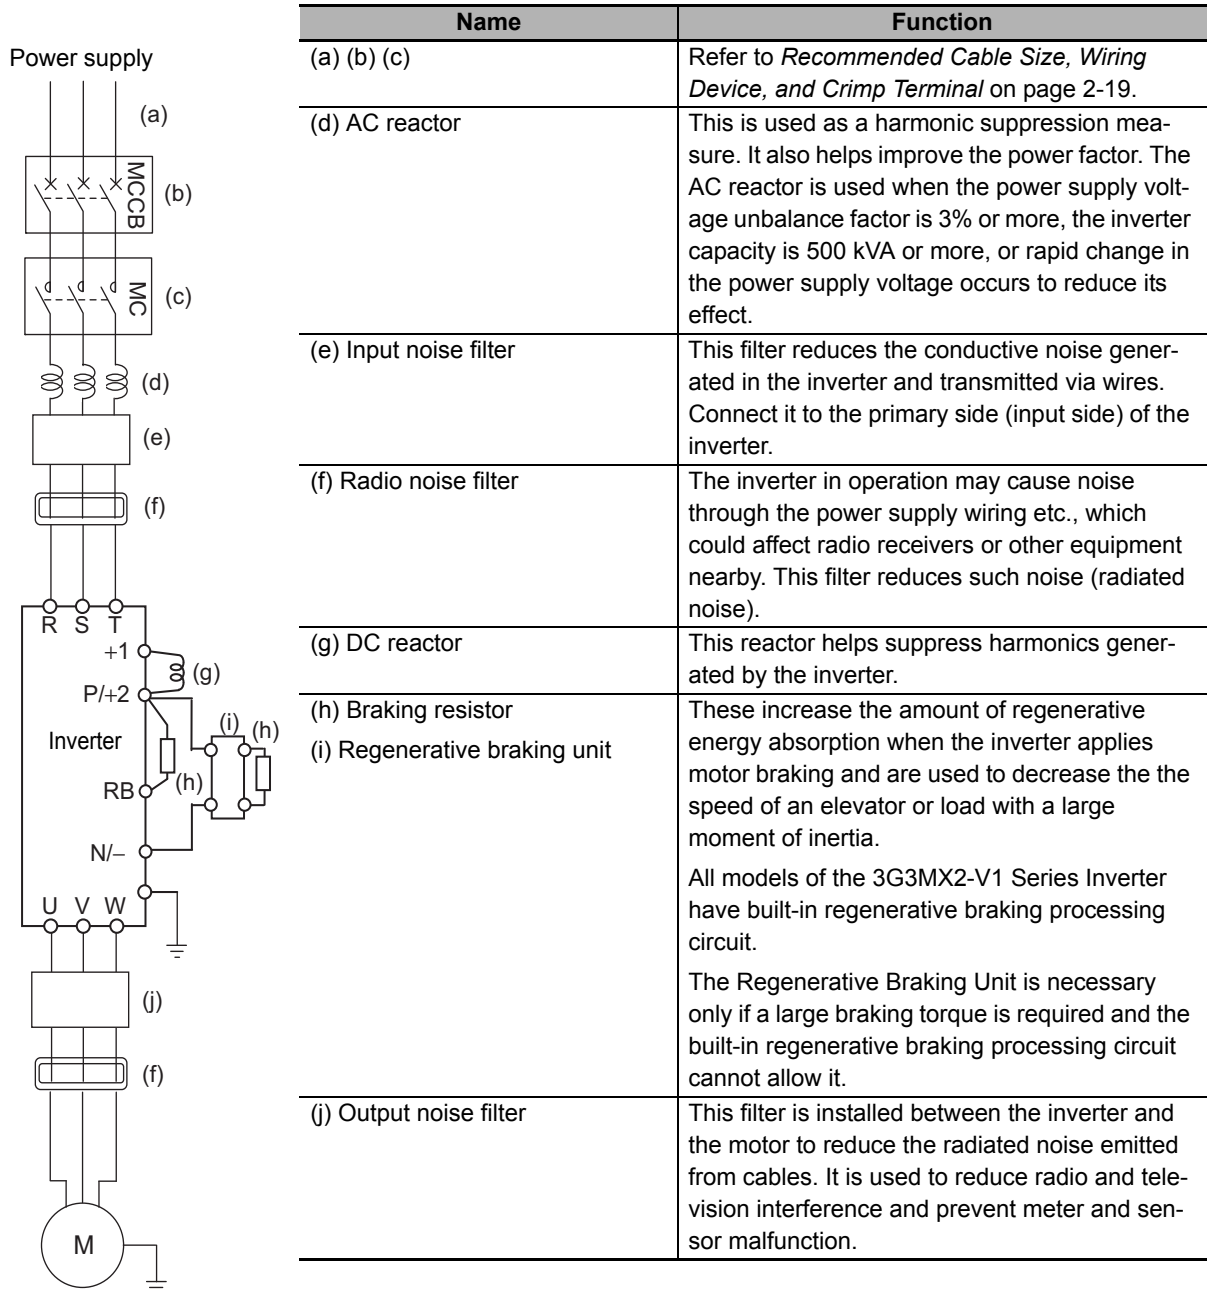 Power supply
(a)
MCCB
(b)
MC
(c)
(d)
(e)
(f)
R S T
+1
(g)
P/+2
Inverter
(i) (h)
(h)
RB
N/–
U V W
(j)
(f)
M
Name Function
(a) (b) (c)
Refer to Recommended Cable Size, Wiring
Device, and Crimp Terminal on page 2-19.
(d) AC reactor
This is used as a harmonic suppression mea-
sure. It also helps improve the power factor. The
AC reactor is used when the power supply volt-
age unbalance factor is 3% or more, the inverter
capacity is 500 kVA or more, or rapid change in
the power supply voltage occurs to reduce its
effect.
(e) Input noise filter
This filter reduces the conductive noise gener-
ated in the inverter and transmitted via wires.
Connect it to the primary side (input side) of the
inverter.
(f) Radio noise filter
The inverter in operation may cause noise
through the power supply wiring etc., which
could affect radio receivers or other equipment
nearby. This filter reduces such noise (radiated
noise).
(g) DC reactor
This reactor helps suppress harmonics gener-
ated by the inverter.
(h) Braking resistor
(i) Regenerative braking unit
These increase the amount of regenerative
energy absorption when the inverter applies
motor braking and are used to decrease the the
speed of an elevator or load with a large
moment of inertia.
All models of the 3G3MX2-V1 Series Inverter
have built-in regenerative braking processing
circuit.
The Regenerative Braking Unit is necessary
only if a large braking torque is required and the
built-in regenerative braking processing circuit
cannot allow it.
(j) Output noise filter
This filter is installed between the inverter and
the motor to reduce the radiated noise emitted
from cables. It is used to reduce radio and tele-
vision interference and prevent meter and sen-
sor malfunction.